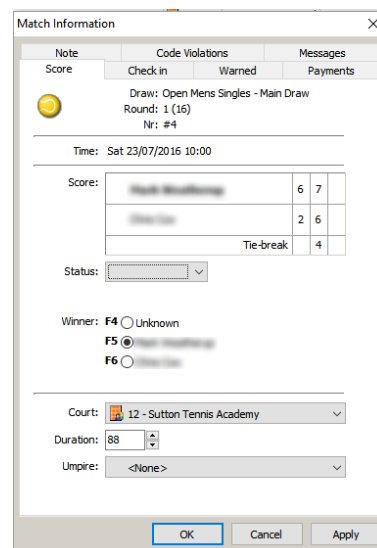 Match Information
Note Code Violations Messages
Score Check in Warned Payments
Draw: Open Mens Singles - Main Draw
Round: 1 (16)
Nr: #4
Time: Sat 23/07/2016 10:00
Score: 6 7
2 6
Tie-break 4
Status:
Winner: F4 Unknown
F5
F6
Court: 12 - Sutton Tennis Academy
Duration: 88
Umpire: <None>
OK Cancel Apply